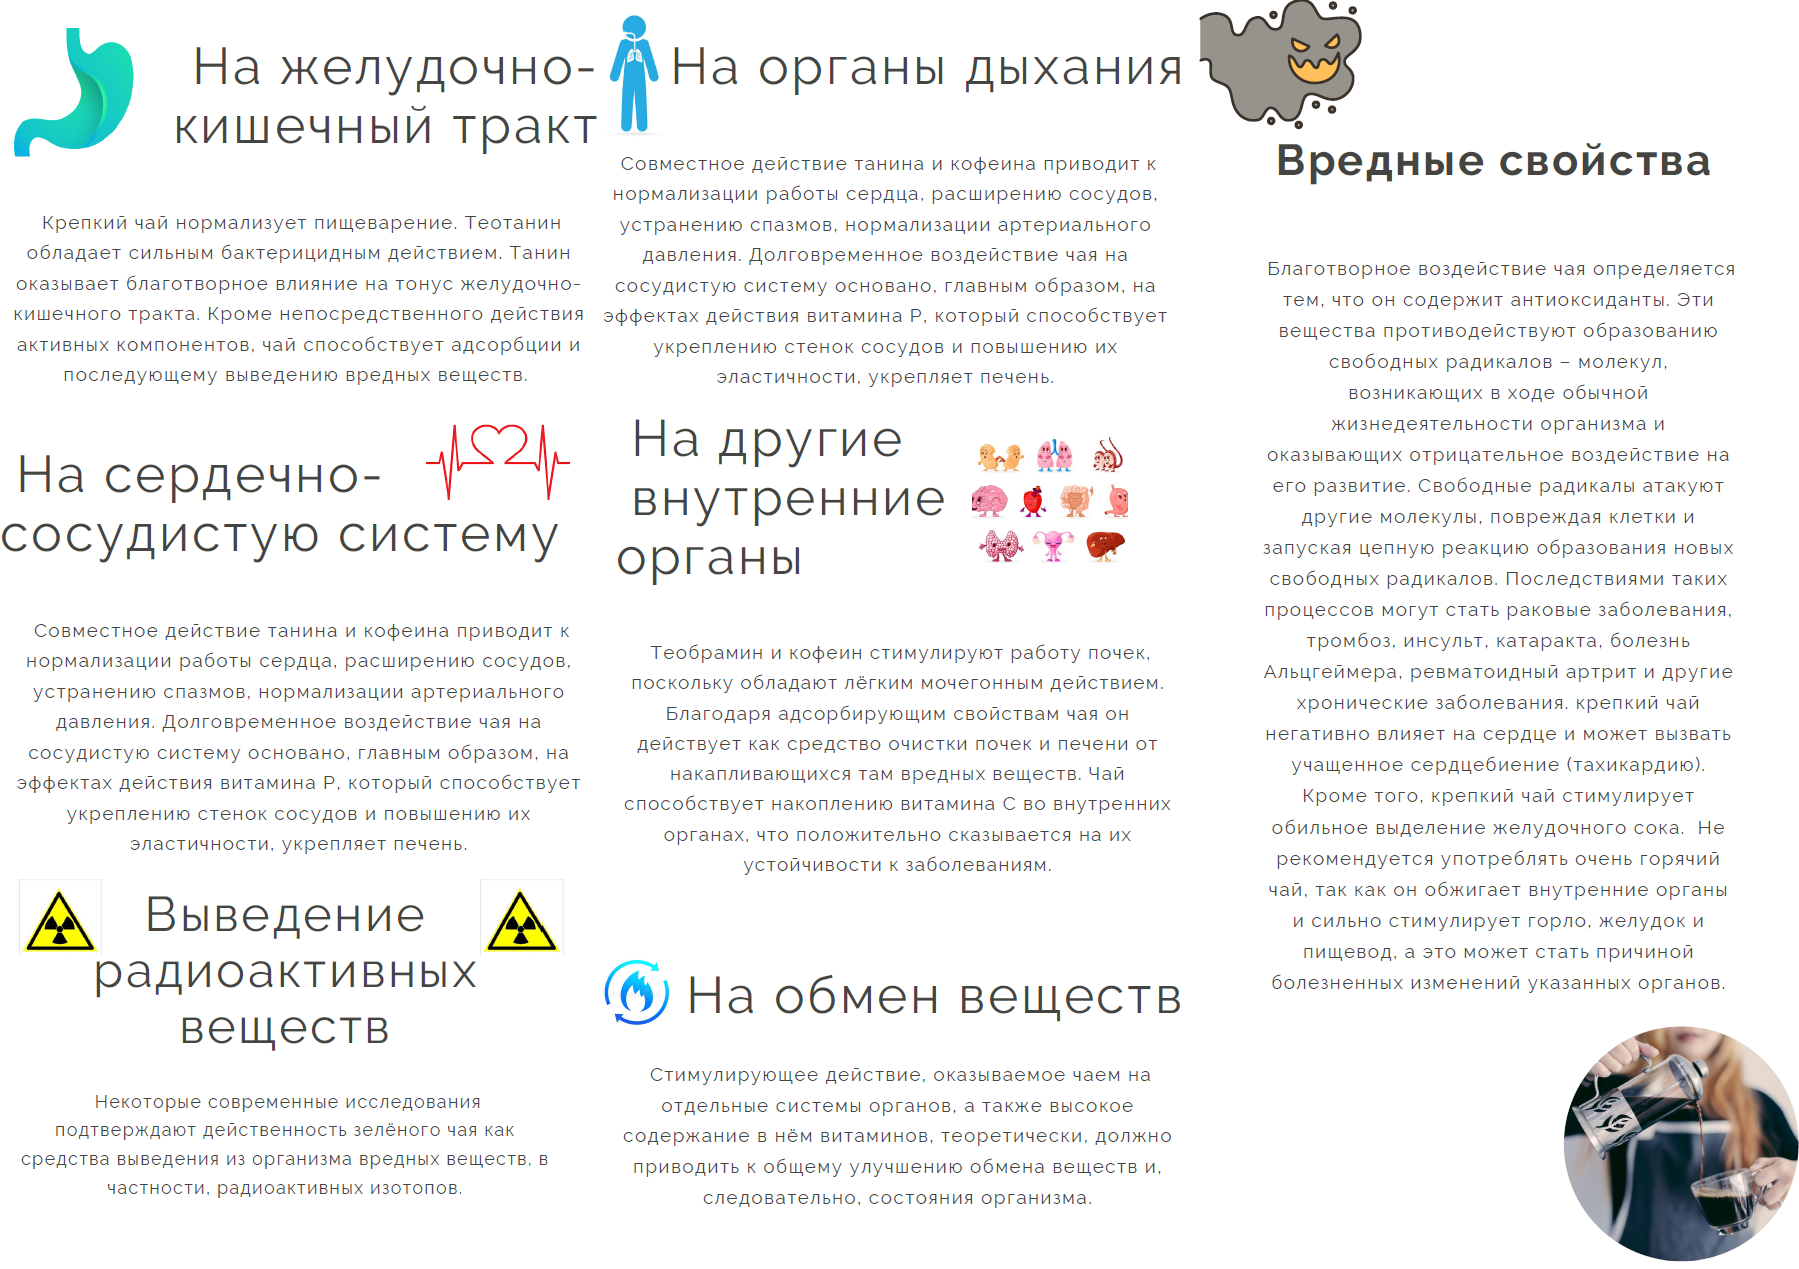 На желудочно-
кишечный тракт
Крепкий чай нормализует пищеварение. Теотанин
обладает сильным бактерицидным действием. Танин
оказывает благотворное влияние на тонус желудочно-
кишечного тракта. Кроме непосредственного действия
активных компонентов, чай способствует адсорбции и
последующему выведению вредных веществ.
На сердечно-
сосудистую систему
Совместное действие танина и кофеина приводит к
нормализации работы сердца, расширению сосудов,
устранению спазмов, нормализации артериального
давления. Долговременное воздействие чая на
сосудистую систему основано, главным образом, на
эффектах действия витамина Р, который способствует
укреплению стенок сосудов и повышению их
эластичности, укрепляет печень.
Выведение
радиоактивных
веществ
Некоторые современные исследования
подтверждают действенность зелёного чая как
средства выведения из организма вредных веществ, в
частности, радиоактивных изотопов.
На органы дыхания
Совместное действие танина и кофеина приводит к
нормализации работы сердца, расширению сосудов,
устранению спазмов, нормализации артериального
давления. Долговременное воздействие чая на
сосудистую систему основано, главным образом, на
эффектах действия витамина Р, который способствует
укреплению стенок сосудов и повышению их
эластичности, укрепляет печень.
На другие
внутренние
органы
Теобрамин и кофеин стимулируют работу почек,
поскольку обладают лёгким мочегонным действием.
Благодаря адсорбирующим свойствам чая он
действует как средство очистки почек и печени от
накапливающихся там вредных веществ. Чай
способствует накоплению витамина С во внутренних
органах, что положительно сказывается на их
устойчивости к заболеваниям.
На обмен веществ
Стимулирующее действие, оказываемое чаем на
отдельные системы органов, а также высокое
содержание в нём витаминов, теоретически, должно
приводить к общему улучшению обмена веществ и,
следовательно, состояния организма.
Вредные свойства
Благотворное воздействие чая определяется
тем, что он содержит антиоксиданты. Эти
вещества противодействуют образованию
свободных радикалов – молекул,
возникающих в ходе обычной
жизнедеятельности организма и
оказывающих отрицательное воздействие на
его развитие. Свободные радикалы атакуют
другие молекулы, повреждая клетки и
запуская цепную реакцию образования новых
свободных радикалов. Последствиями таких
процессов могут стать раковые заболевания,
тромбоз, инсульт, катаракта, болезнь
Альцгеймера, ревматоидный артрит и другие
хронические заболевания. крепкий чай
негативно влияет на сердце и может вызвать
учащенное сердцебиение (тахикардию).
Кроме того, крепкий чай стимулирует
обильное выделение желудочного сока. Не
рекомендуется употреблять очень горячий
чай, так как он обжигает внутренние органы
и сильно стимулирует горло, желудок и
пищевод, а это может стать причиной
болезненных изменений указанных органов.